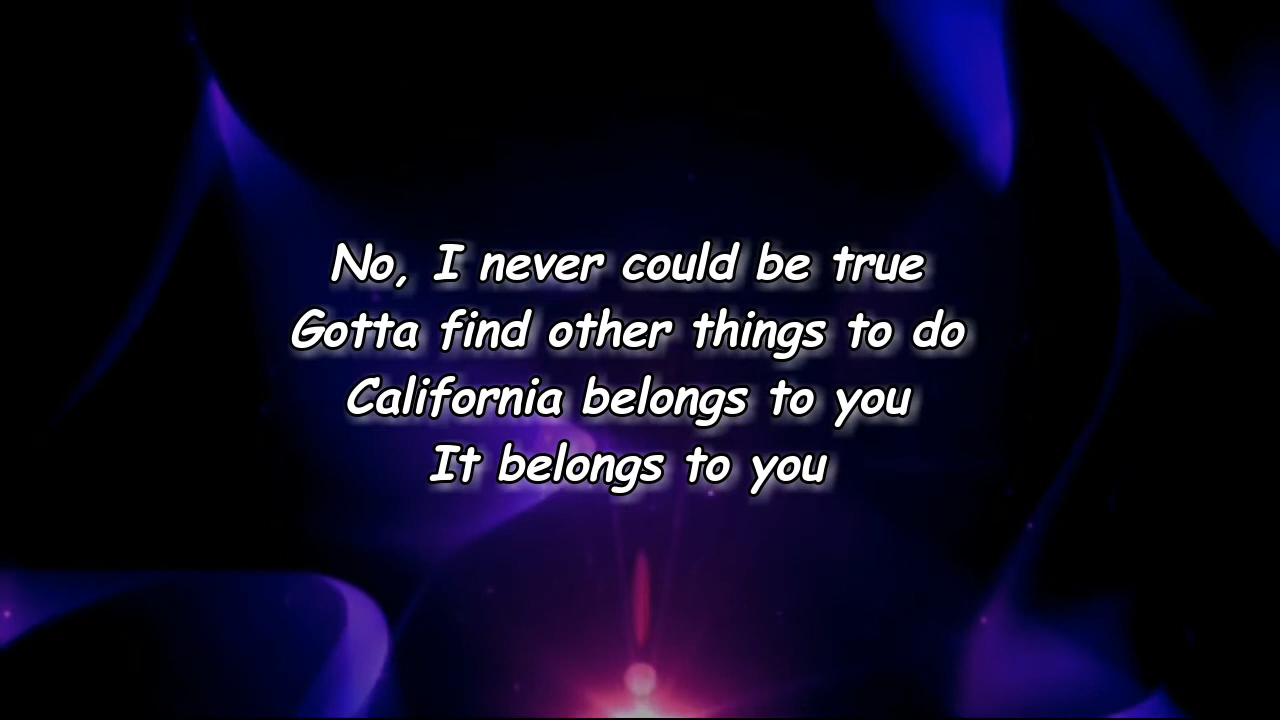 No, I never could be true
Gotta find other things to do
California belongs to you
It belongs to you